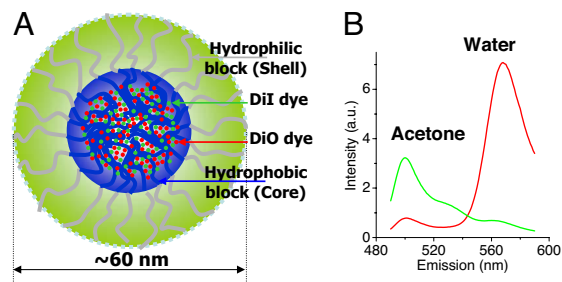 A
Hydrophilic
block (Shell)
DiI dye
DiO dye
Hydrophobic
block (Core)
~60 nm
B
Water
Acetone
Intensity (a.u.)
6
4
2
0
480
520
560
600
Emission (nm)